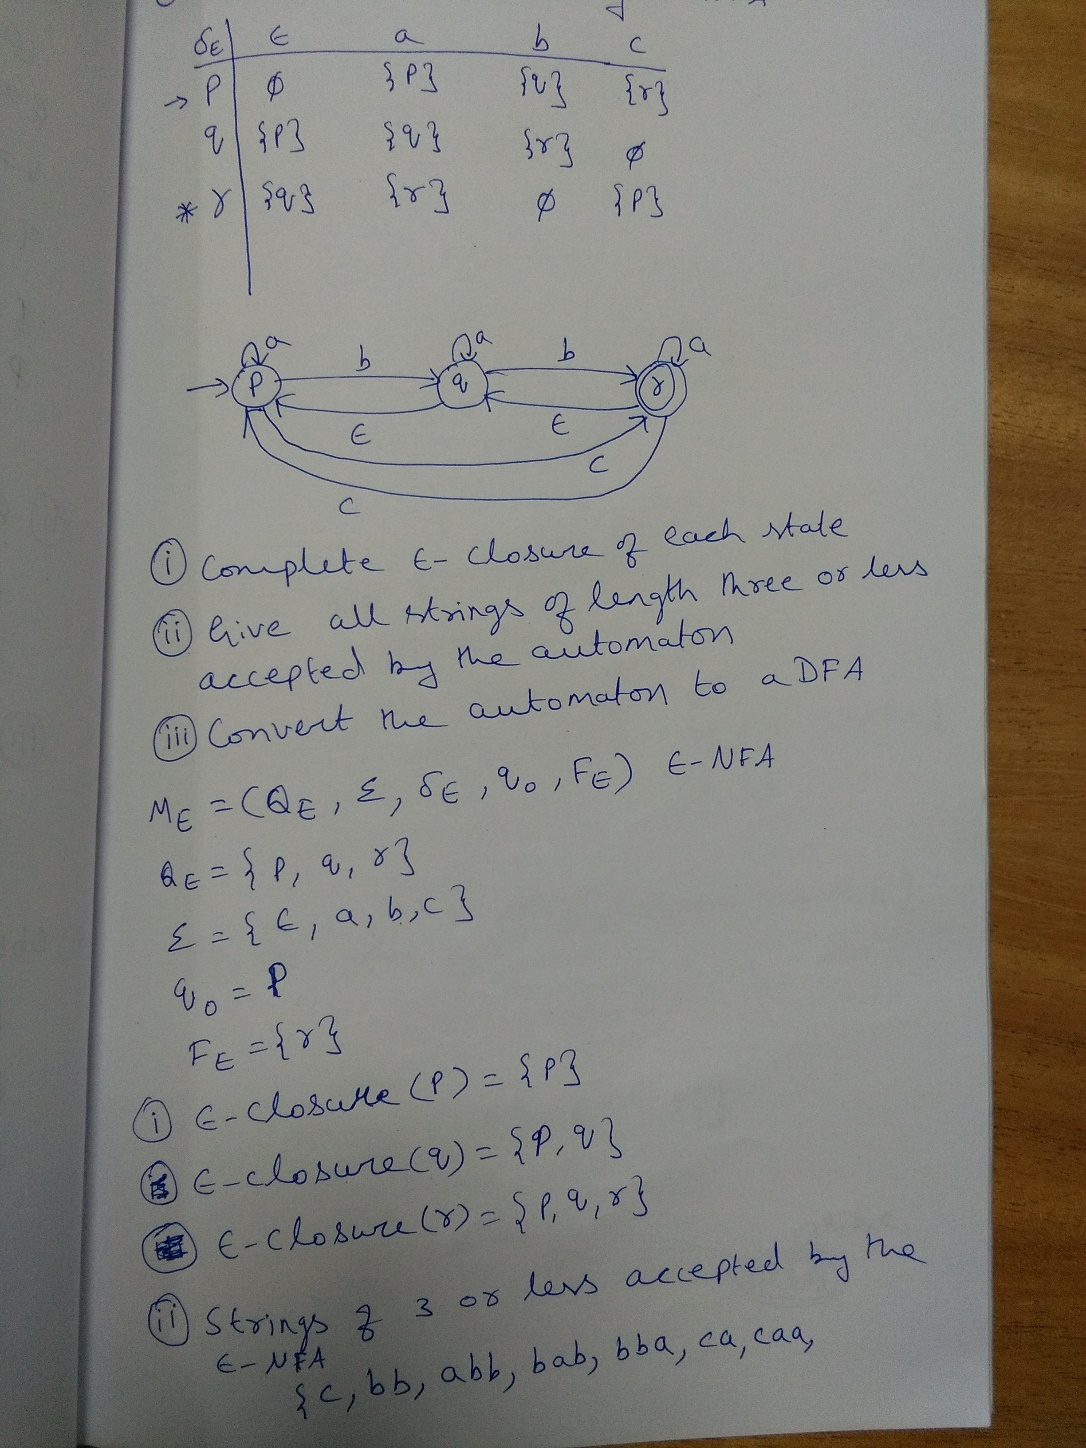 δE ∈ a b c
→ P ∅ {P} {q} {r}
q {P} {q} {r} ∅
* r {q} {r} ∅ {P}
a a a
b b
P q r
∈ ∈
c
c
(i) Complete ∈- closure of each state
(ii) Give all strings of length three or less
accepted by the automaton
(iii) Convert the automaton to a DFA
ME = (QE, Σ, δE, q0, FE) ∈-NFA
QE = {P, q, r}
Σ = {∈, a, b, c}
q0 = P
FE = {r}
(i) ∈-closure (P) = {P}
∈-closure(q) = {P, q}
∈-closure(r) = {P, q, r}
(ii) Strings of 3 or less accepted by the
∈-NFA
{c, bb, abb, bab, bba, ca, caa,